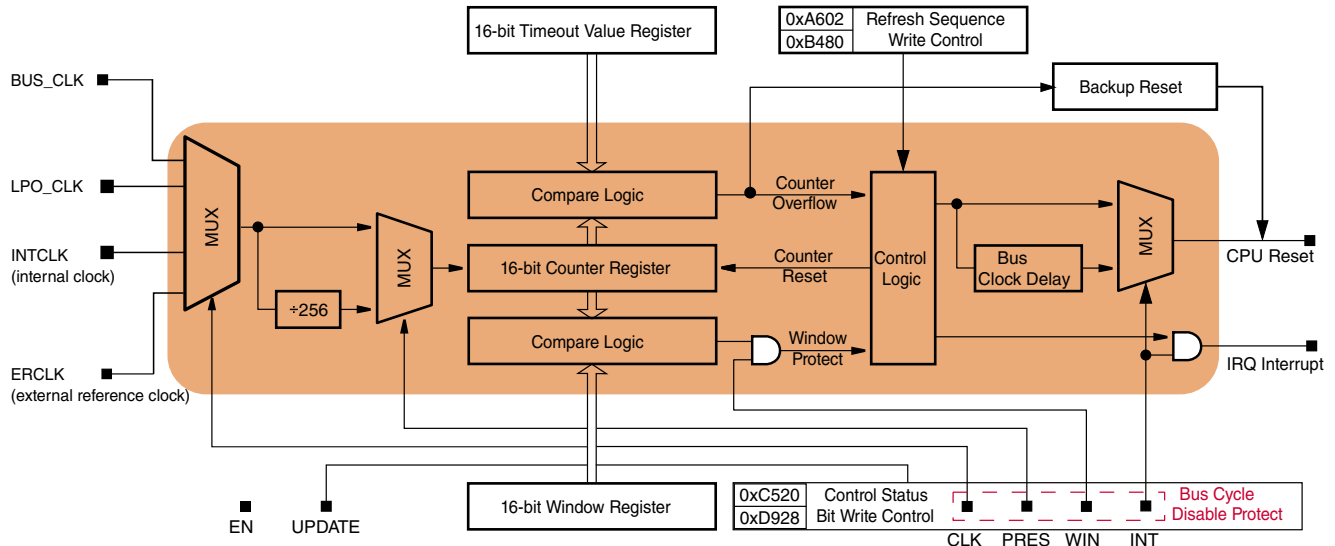 16-bit Timeout Value Register
0xA602
0xB480
Refresh Sequence
Write Control
BUS_CLK
Backup Reset
LPO_CLK
MUX
Compare Logic
Counter
Overflow
INTCLK
(internal clock)
MUX
16-bit Counter Register
Counter
Reset
Control
Logic
Bus
Clock Delay
MUX
CPU Reset
÷256
Compare Logic
Window
Protect
IRQ Interrupt
ERCLK
(external reference clock)
EN
UPDATE
16-bit Window Register
0xC520
0xD928
Control Status
Bit Write Control
Bus Cycle
Disable Protect
CLK
PRES
WIN
INT